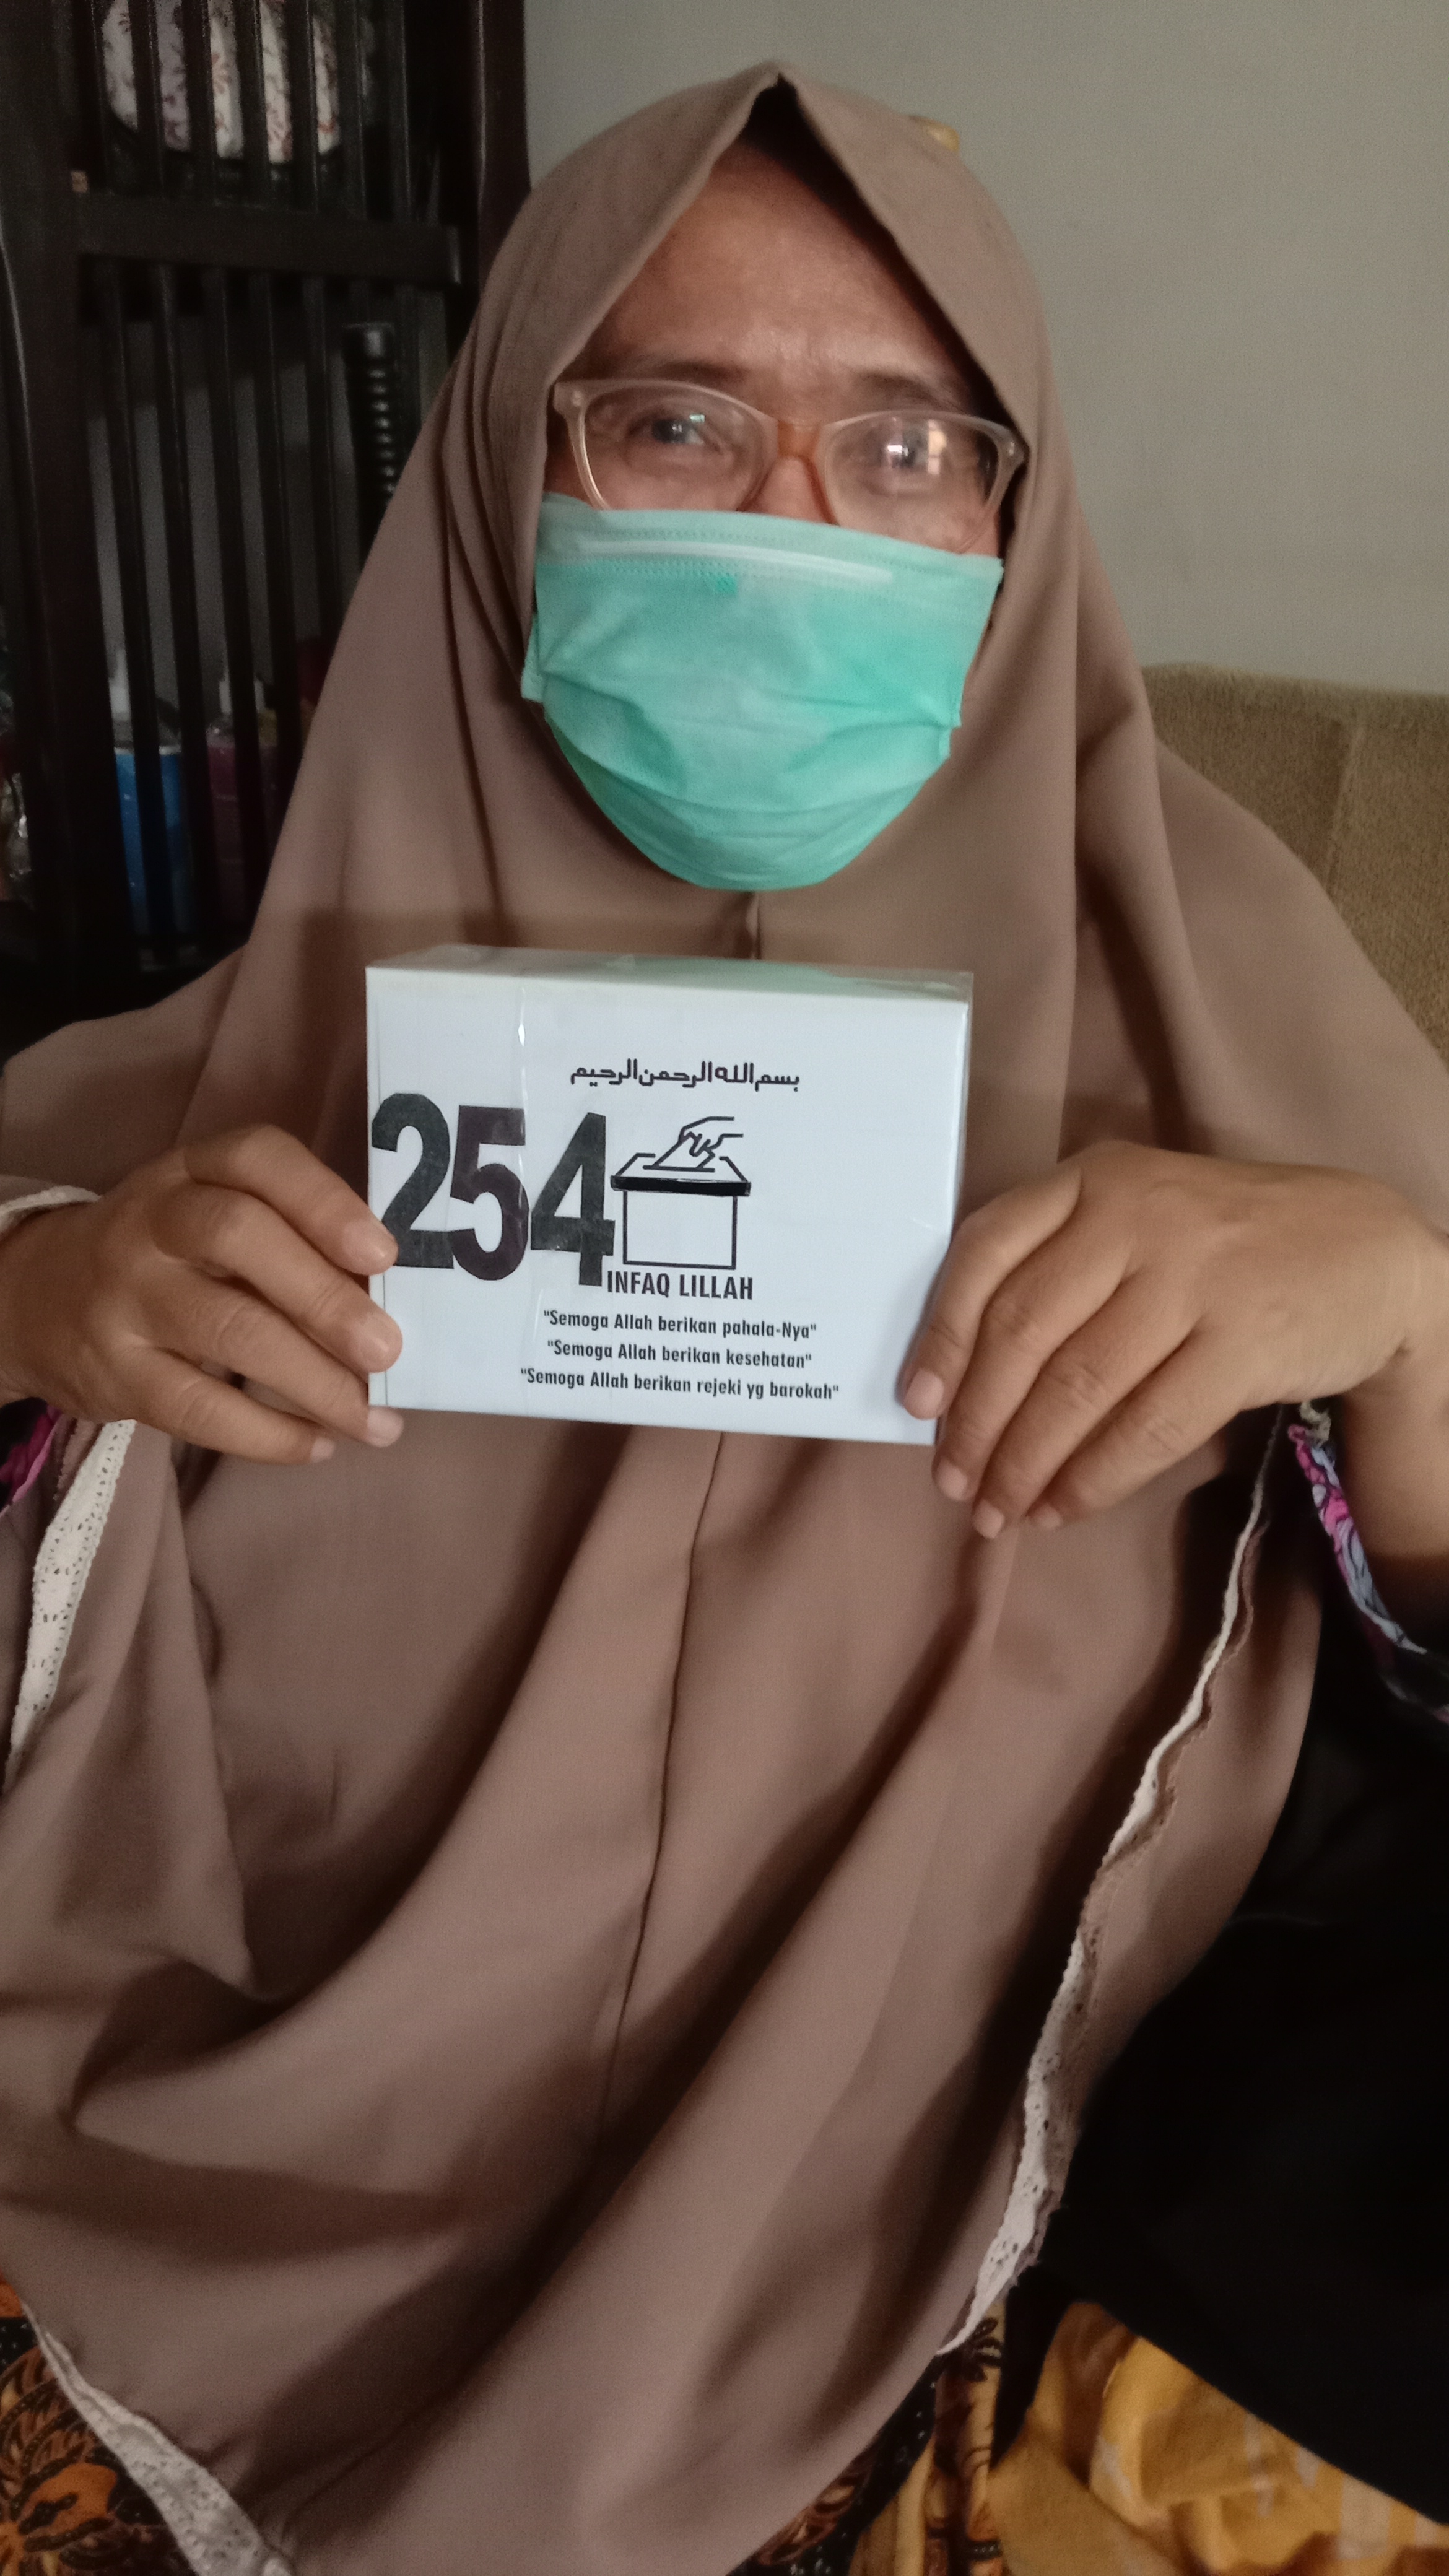 بسم الله الرحمن الرحيم
254
INFAQ LILLAH
"Semoga Allah berikan pahala-Nya"
"Semoga Allah berikan kesehatan"
"Semoga Allah berikan rejeki yg barokah"